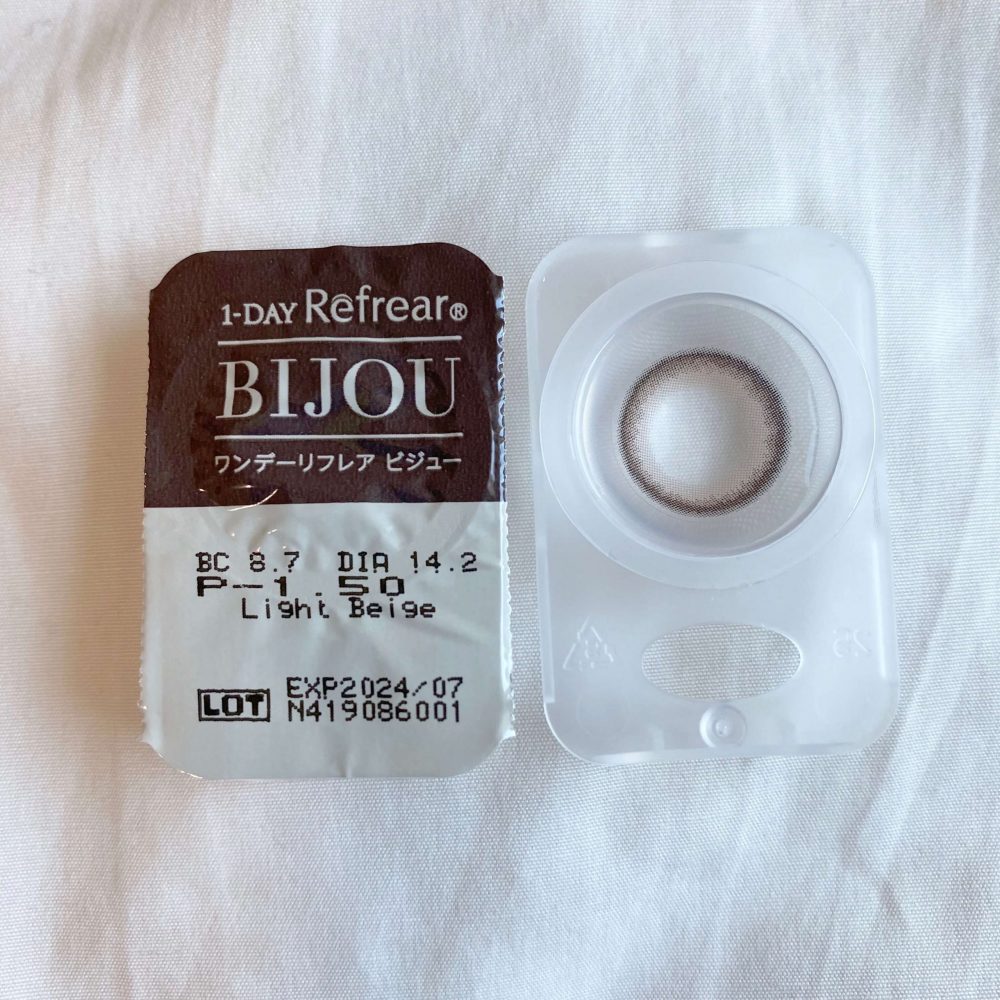 1-DAY Refrear®
BIJOU
ワンデーリフレア ビジュー
BC 8.7 DIA 14.2
P-1.50
Light Beige
LOT
EXP2024/07
N419086001
25